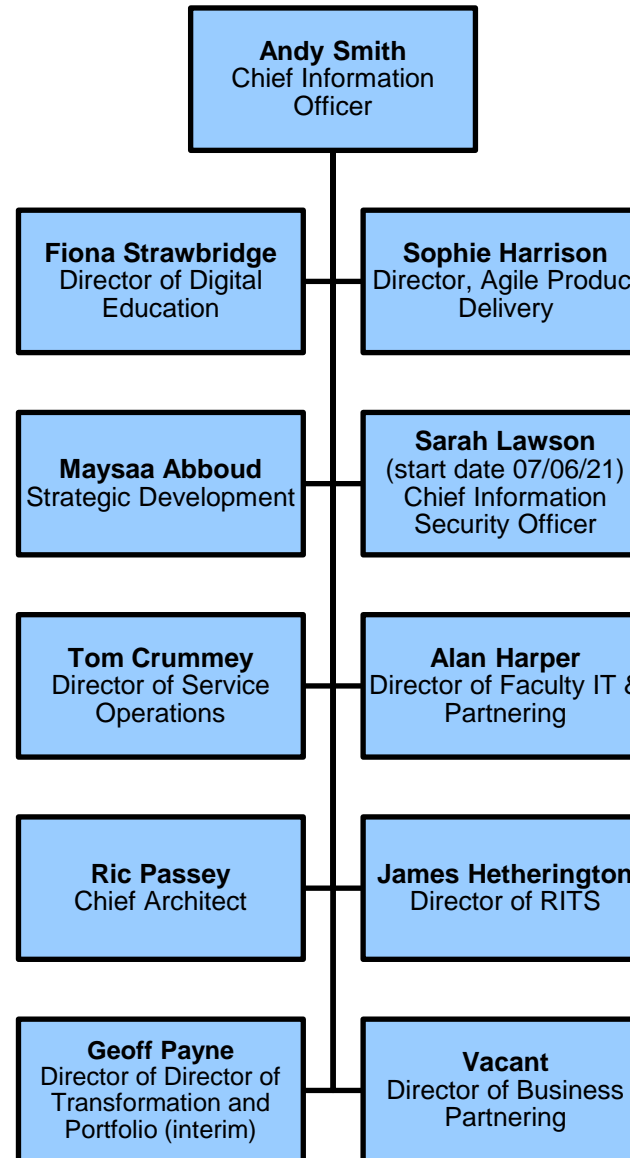 Andy Smith
Chief Information
Officer
Fiona Strawbridge
Director of Digital
Education
Sophie Harrison
Director, Agile Produc
Delivery
Maysaa Abboud
Strategic Development
Sarah Lawson
(start date 07/06/21)
Chief Information
Security Officer
Tom Crummey
Director of Service
Operations
Alan Harper
Director of Faculty IT &
Partnering
Ric Passey
Chief Architect
James Hetherington
Director of RITS
Geoff Payne
Director of Director of
Transformation and
Portfolio (interim)
Vacant
Director of Business
Partnering